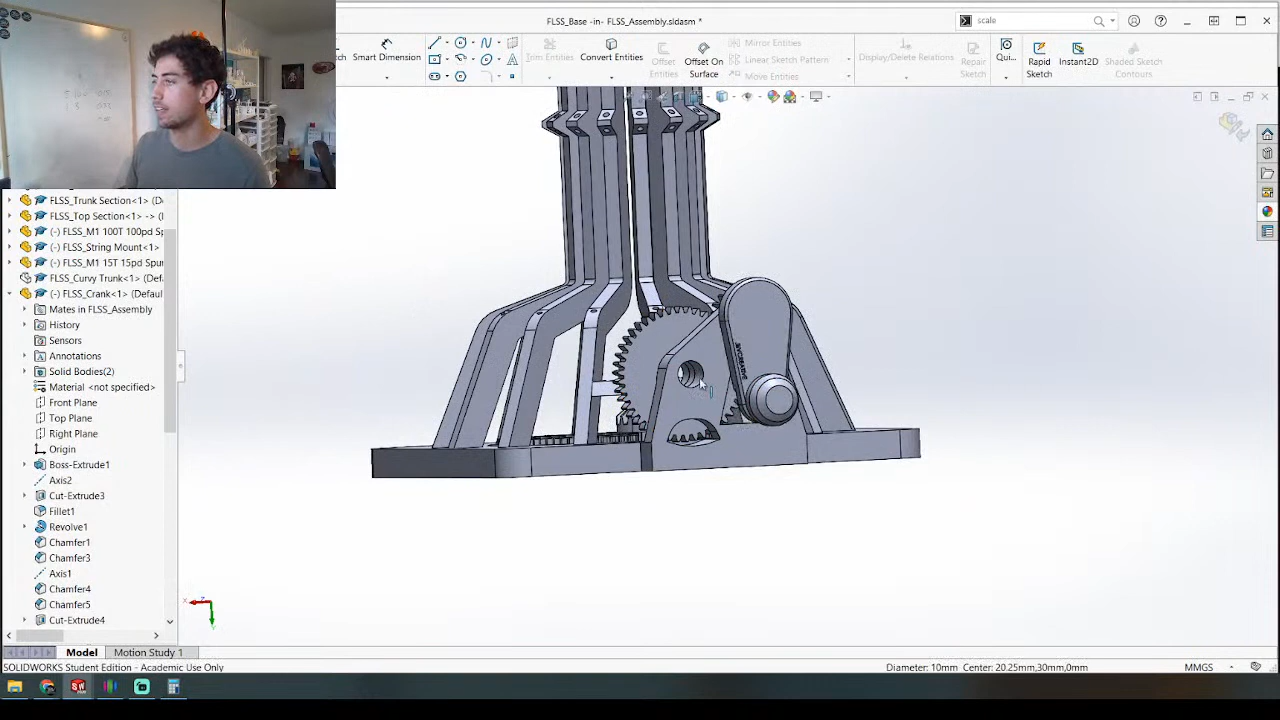 FLSS_Base -in- FLSS_Assembly.sldasm *
scale
Smart Dimension
Trim Entities
Convert Entities
Offset Entities
Offset On Surface
Mirror Entities
Linear Sketch Pattern
Move Entities
Display/Delete Relations
Repair Sketch
Qui...
Rapid Sketch
Instant2D
Shaded Sketch Contours
FLSS_Trunk Section<1> (D
FLSS_Top Section<1> -> (
(-) FLSS_M1 100T 100pd Sp
(-) FLSS_String Mount<1>
(-) FLSS_M1 15T 15pd Spur
FLSS_Curvy Trunk<1> (Def
(-) FLSS_Crank<1> (Defaul
Mates in FLSS_Assembly
History
Sensors
Annotations
Solid Bodies(2)
Material <not specified>
Front Plane
Top Plane
Right Plane
Origin
Boss-Extrude1
Axis2
Cut-Extrude3
Fillet1
Revolve1
Chamfer1
Chamfer3
Axis1
Chamfer4
Chamfer5
Cut-Extrude4
Model
Motion Study 1
SOLIDWORKS Student Edition - Academic Use Only
Diameter: 10mm Center: 20.25mm,30mm,0mm
MMGS